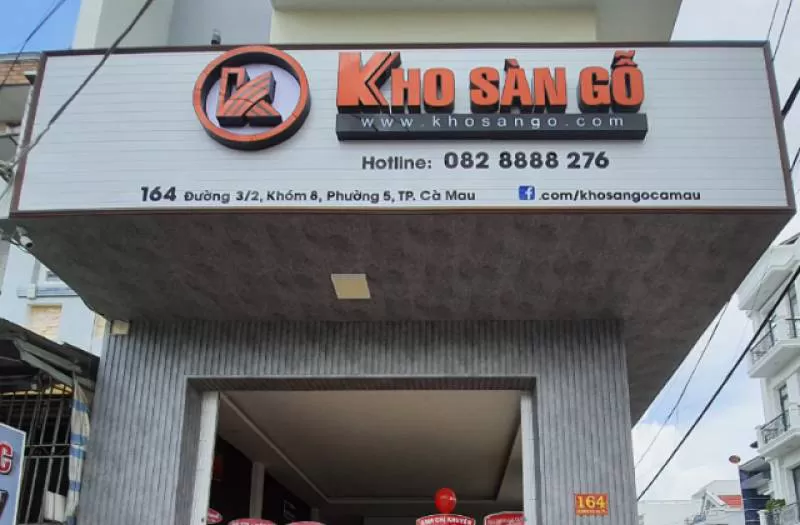 KHO SÀN GỖ
www.khosango.com
Hotline: 082 8888 276
164 Đường 3/2, Khóm 8, Phường 5, TP. Cà Mau
f .com/khosangocamau
164